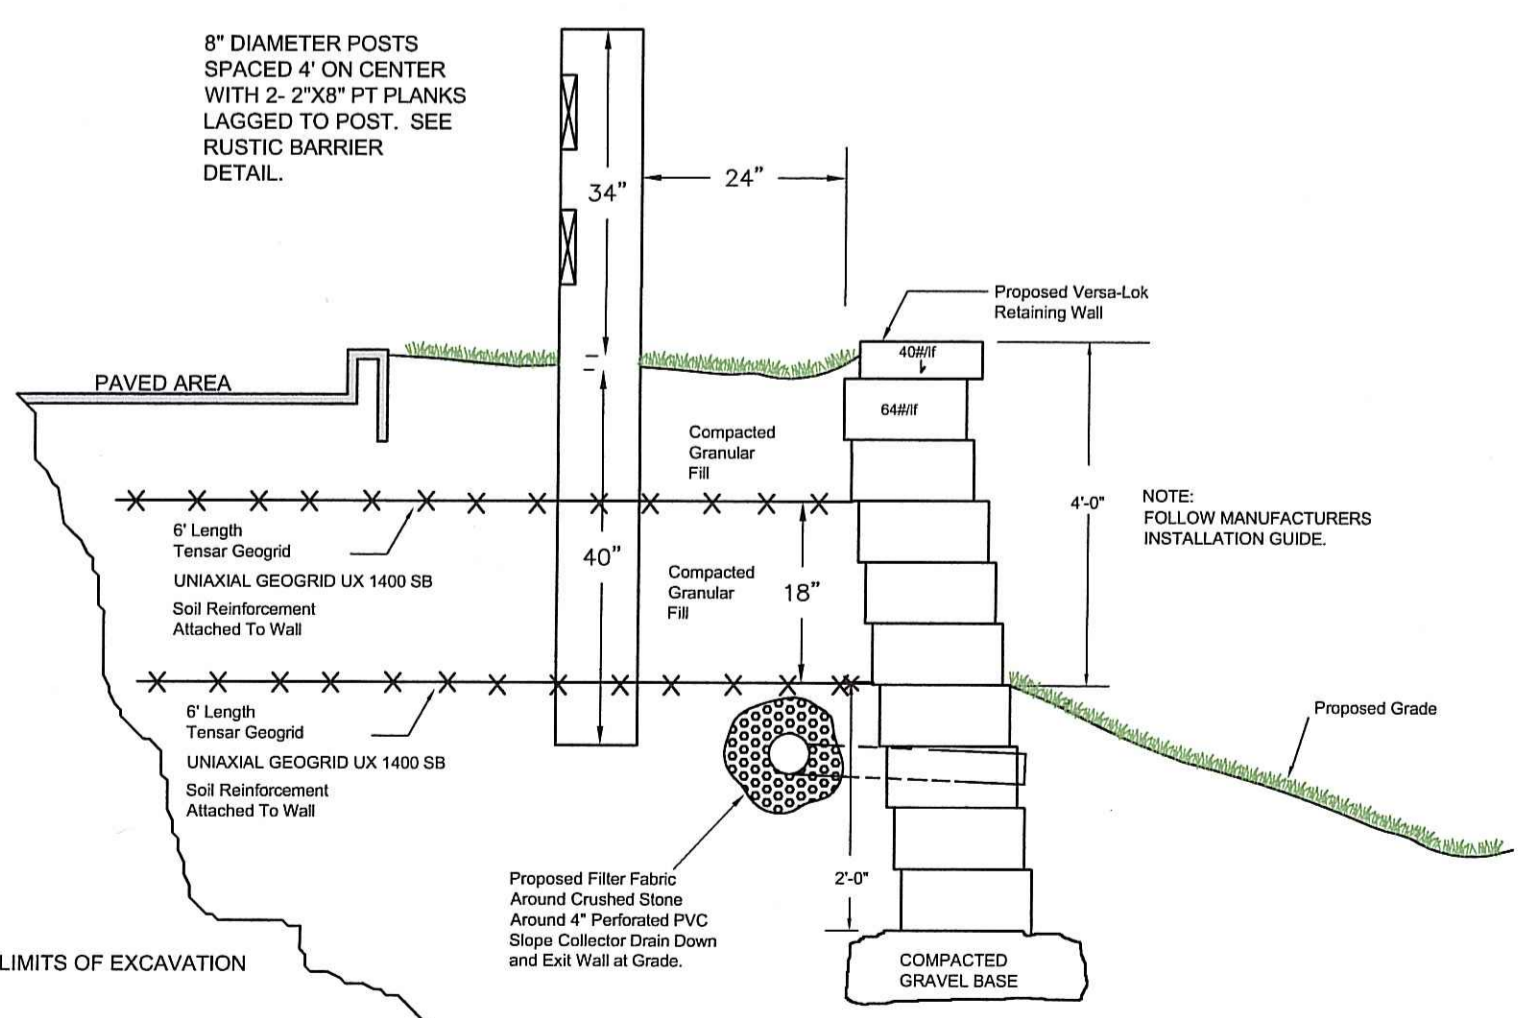 8" DIAMETER POSTS
SPACED 4' ON CENTER
WITH 2- 2"X8" PT PLANKS
LAGGED TO POST. SEE
RUSTIC BARRIER
DETAIL.
34"
24"
Proposed Versa-Lok
Retaining Wall
40#/lf
64#/lf
PAVED AREA
Compacted
Granular
Fill
4'-0"
NOTE:
FOLLOW MANUFACTURERS
INSTALLATION GUIDE.
6' Length
Tensar Geogrid
UNIAXIAL GEOGRID UX 1400 SB
Soil Reinforcement
Attached To Wall
40"
Compacted
Granular
Fill
18"
6' Length
Tensar Geogrid
UNIAXIAL GEOGRID UX 1400 SB
Soil Reinforcement
Attached To Wall
Proposed Grade
Proposed Filter Fabric
Around Crushed Stone
Around 4" Perforated PVC
Slope Collector Drain Down
and Exit Wall at Grade.
2'-0"
LIMITS OF EXCAVATION
COMPACTED
GRAVEL BASE